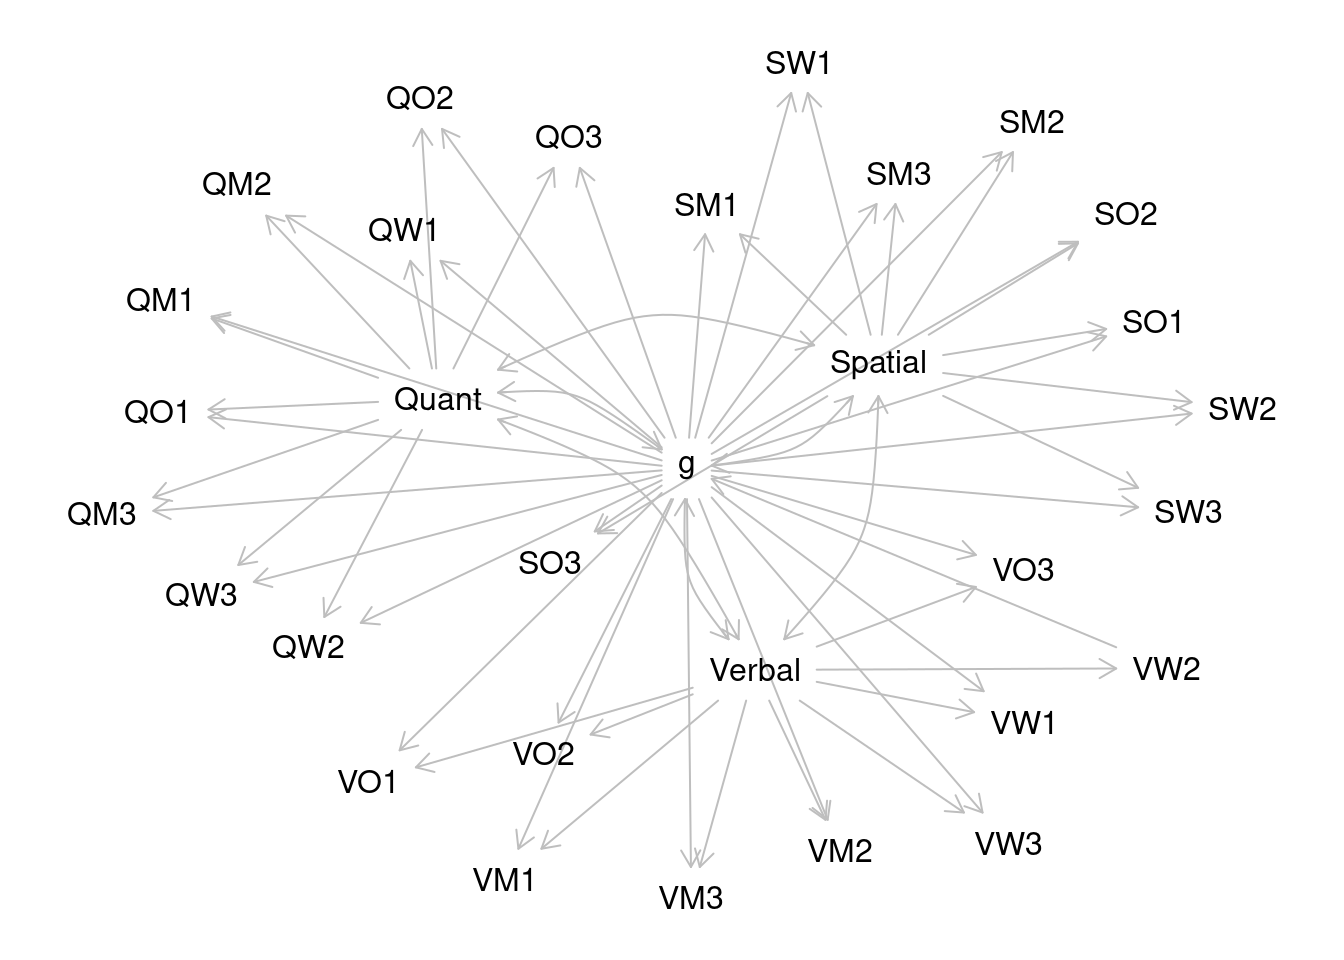 SW1
QO2
SM2
QO3
SM3
QM2
SM1
SO2
QW1
QM1
SO1
Spatial
Quant
QO1
SW2
g
QM3
SW3
SO3
VO3
QW3
QW2
Verbal
VW2
VW1
VO2
VO1
VW3
VM2
VM1
VM3